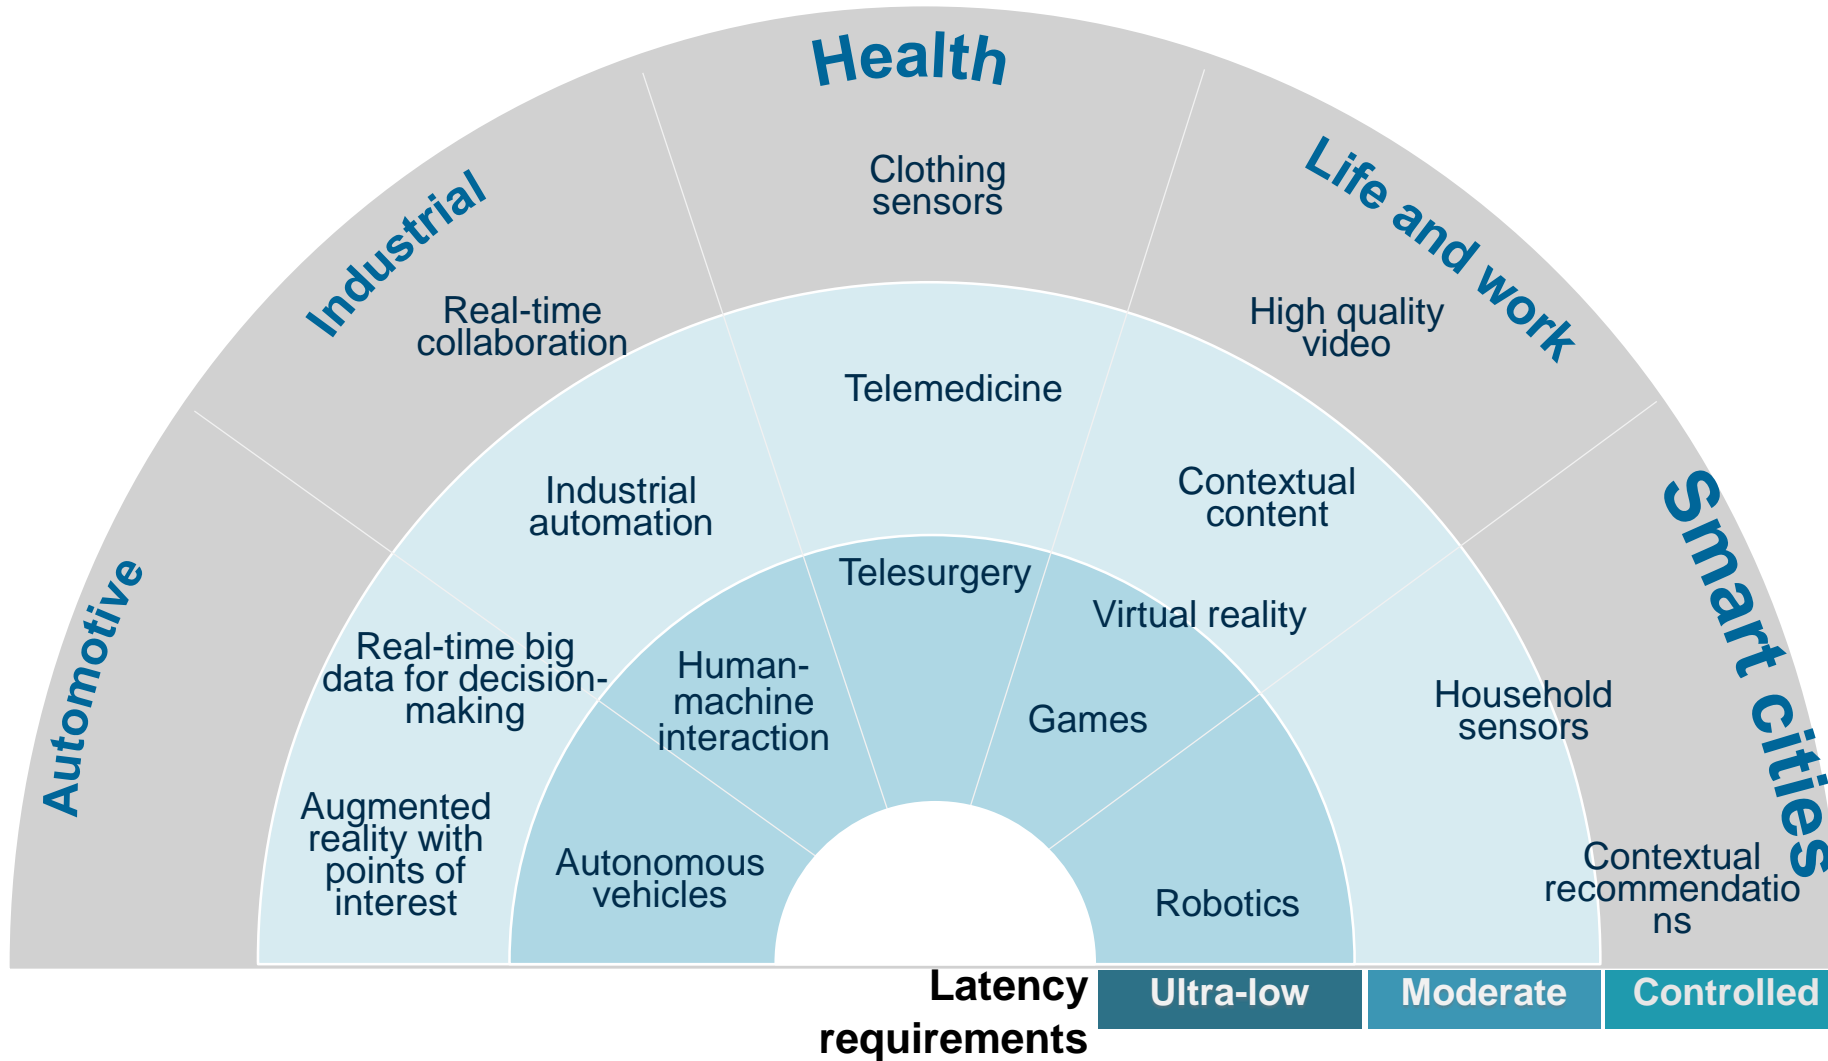 Health
Clothing
sensors
Industrial
Life and work
Real-time
collaboration
High quality
video
Telemedicine
Industrial
automation
Contextual
content
Smart cities
Automotive
Telesurgery
Virtual reality
Real-time big
data for decision-
making
Human-
machine
interaction
Games
Household
sensors
Augmented
reality with
points of
interest
Autonomous
vehicles
Robotics
Contextual
recommendatio
ns
Latency
requirements
Ultra-low
Moderate
Controlled